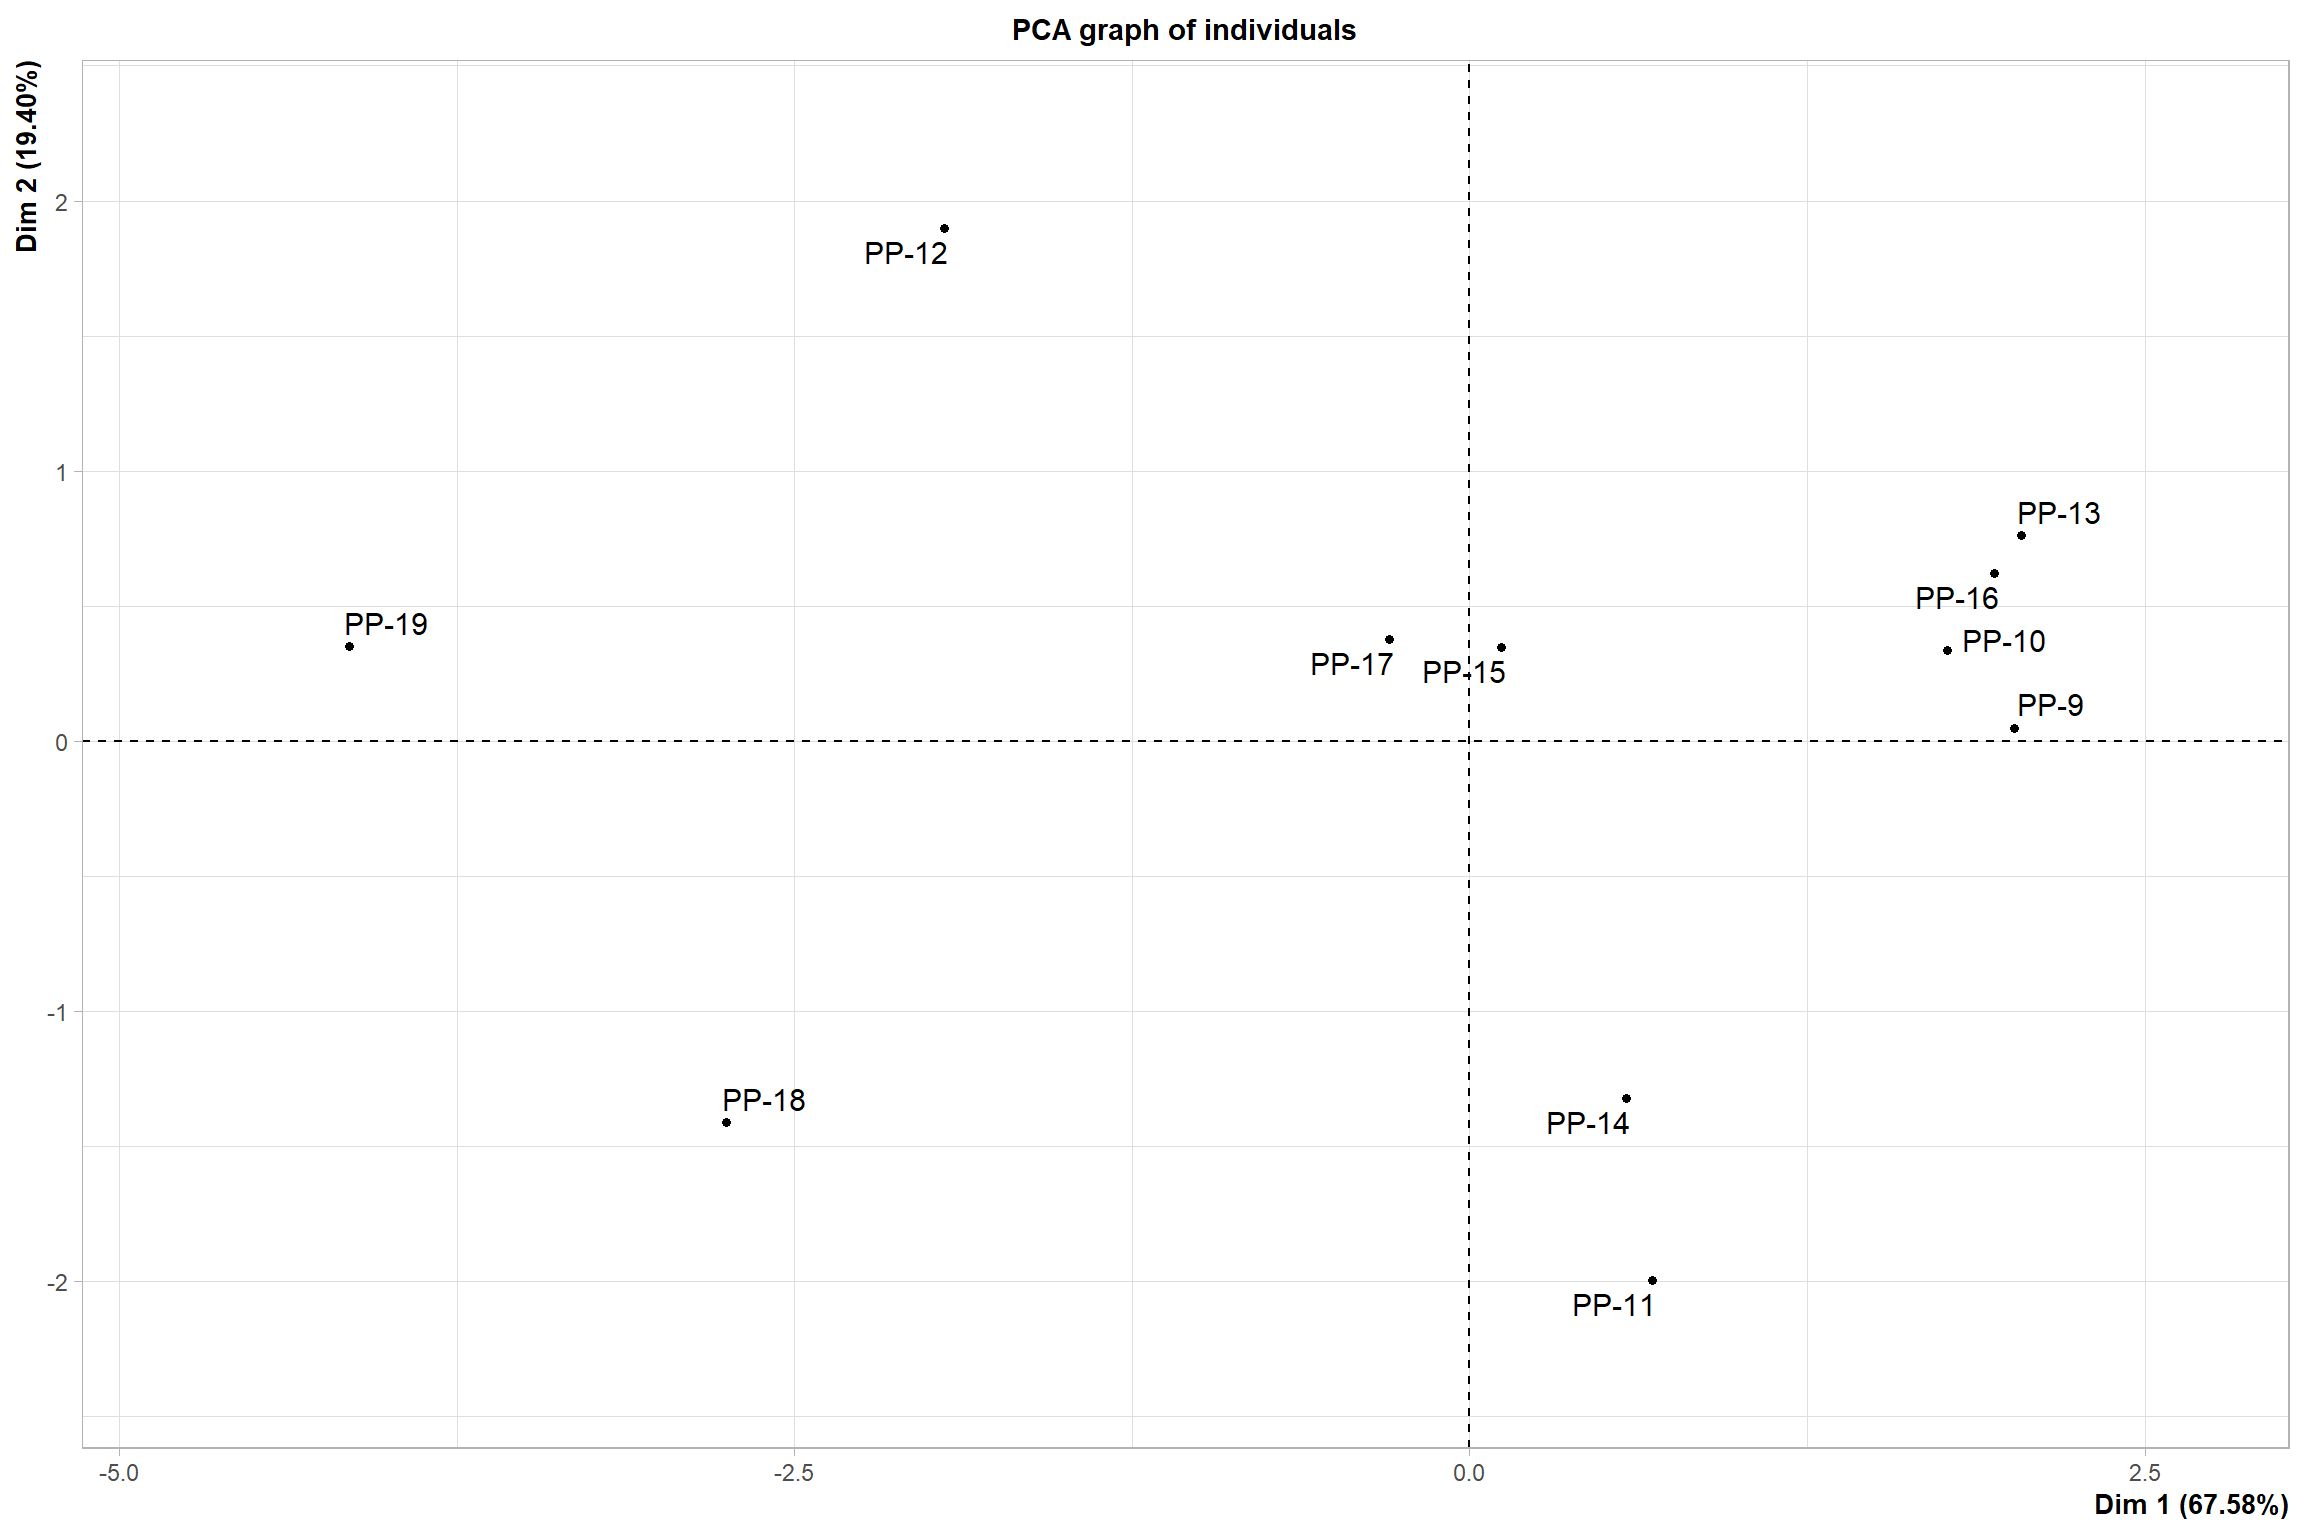 PCA graph of individuals
Dim 2 (19.40%)
2
1
0
-1
-2
PP-12
PP-13
PP-16
PP-19
PP-10
PP-17
PP-15
PP-9
PP-18
PP-14
PP-11
-5.0
-2.5
0.0
2.5
Dim 1 (67.58%)